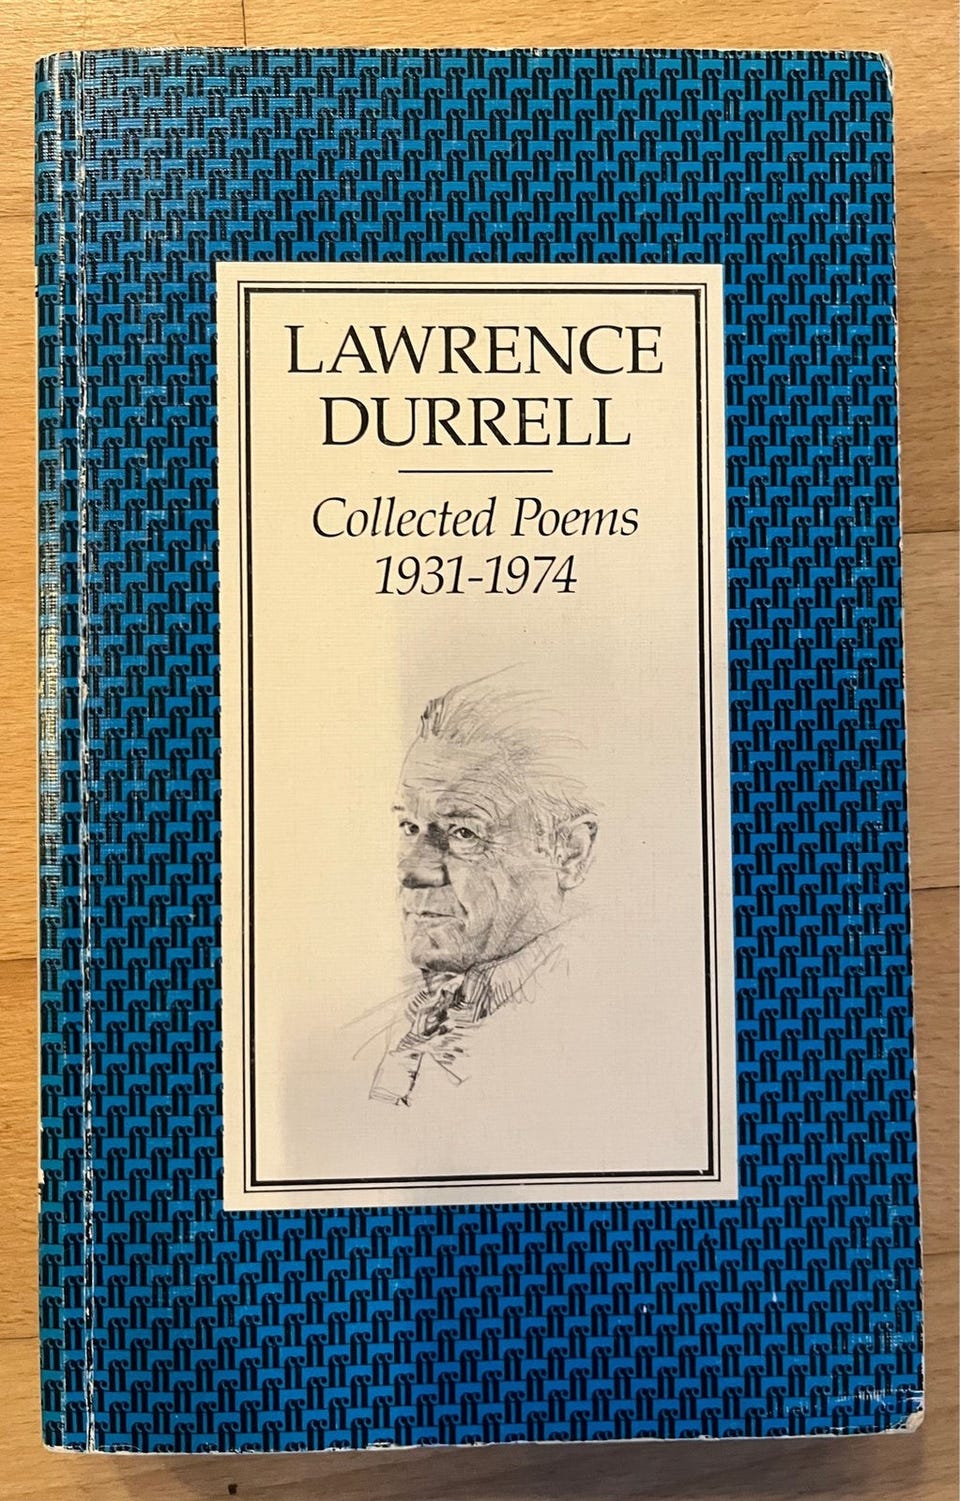 LAWRENCE
DURRELL
Collected Poems
1931-1974